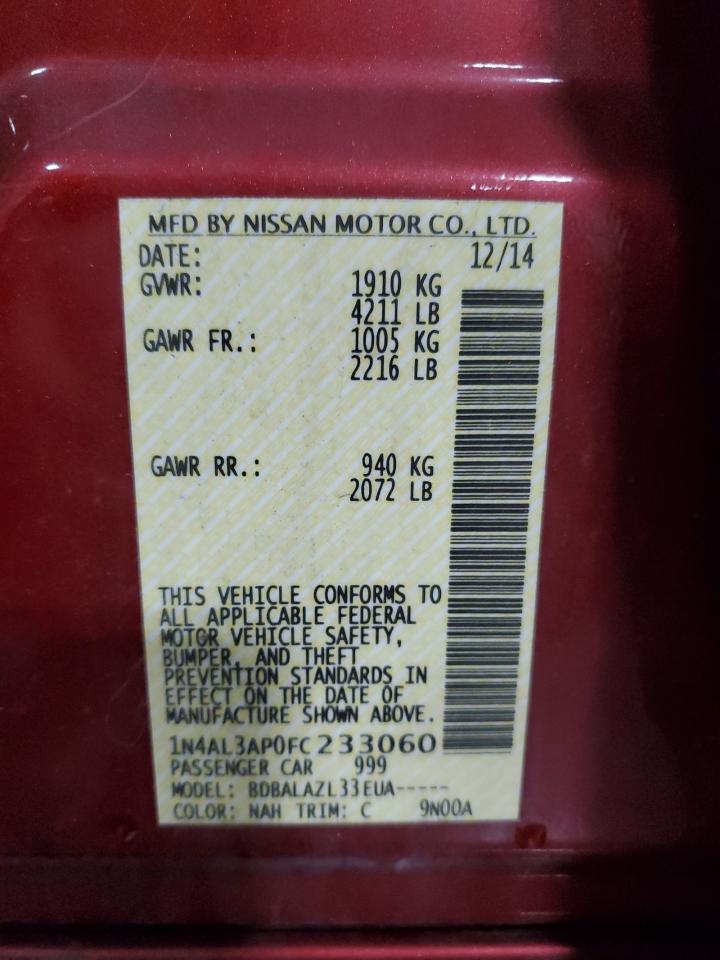 MFD BY NISSAN MOTOR CO., LTD.
DATE: 12/14
GVWR: 1910 KG
4211 LB
GAWR FR.: 1005 KG
2216 LB
GAWR RR.: 940 KG
2072 LB
THIS VEHICLE CONFORMS TO
ALL APPLICABLE FEDERAL
MOTOR VEHICLE SAFETY,
BUMPER, AND THEFT
PREVENTION STANDARDS IN
EFFECT ON THE DATE OF
MANUFACTURE SHOWN ABOVE.
1N4AL3AP0FC233060
PASSENGER CAR 999
MODEL: BDBALAZL33EUA-----
COLOR: NAH TRIM: C 9N00A